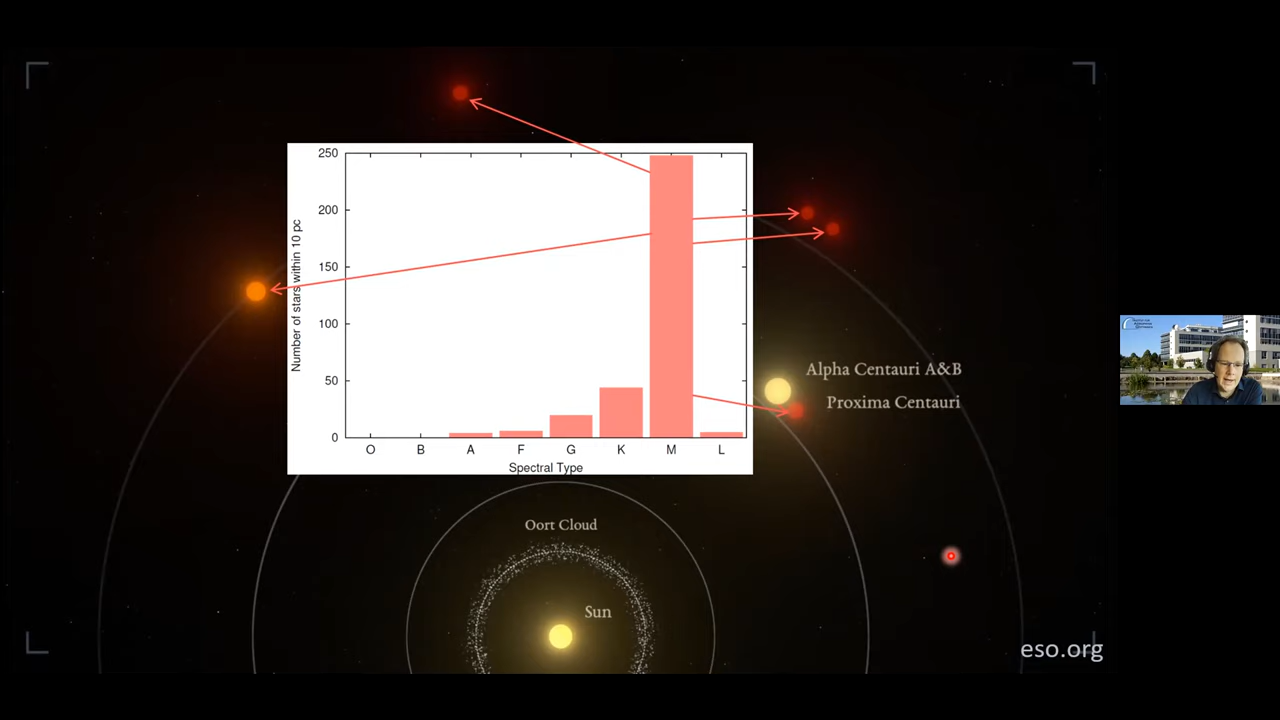 250
200
150
100
50
0
Number of stars within 10 pc
O B A F G K M L
Spectral Type
Alpha Centauri A&B
Proxima Centauri
Oort Cloud
Sun
eso.org